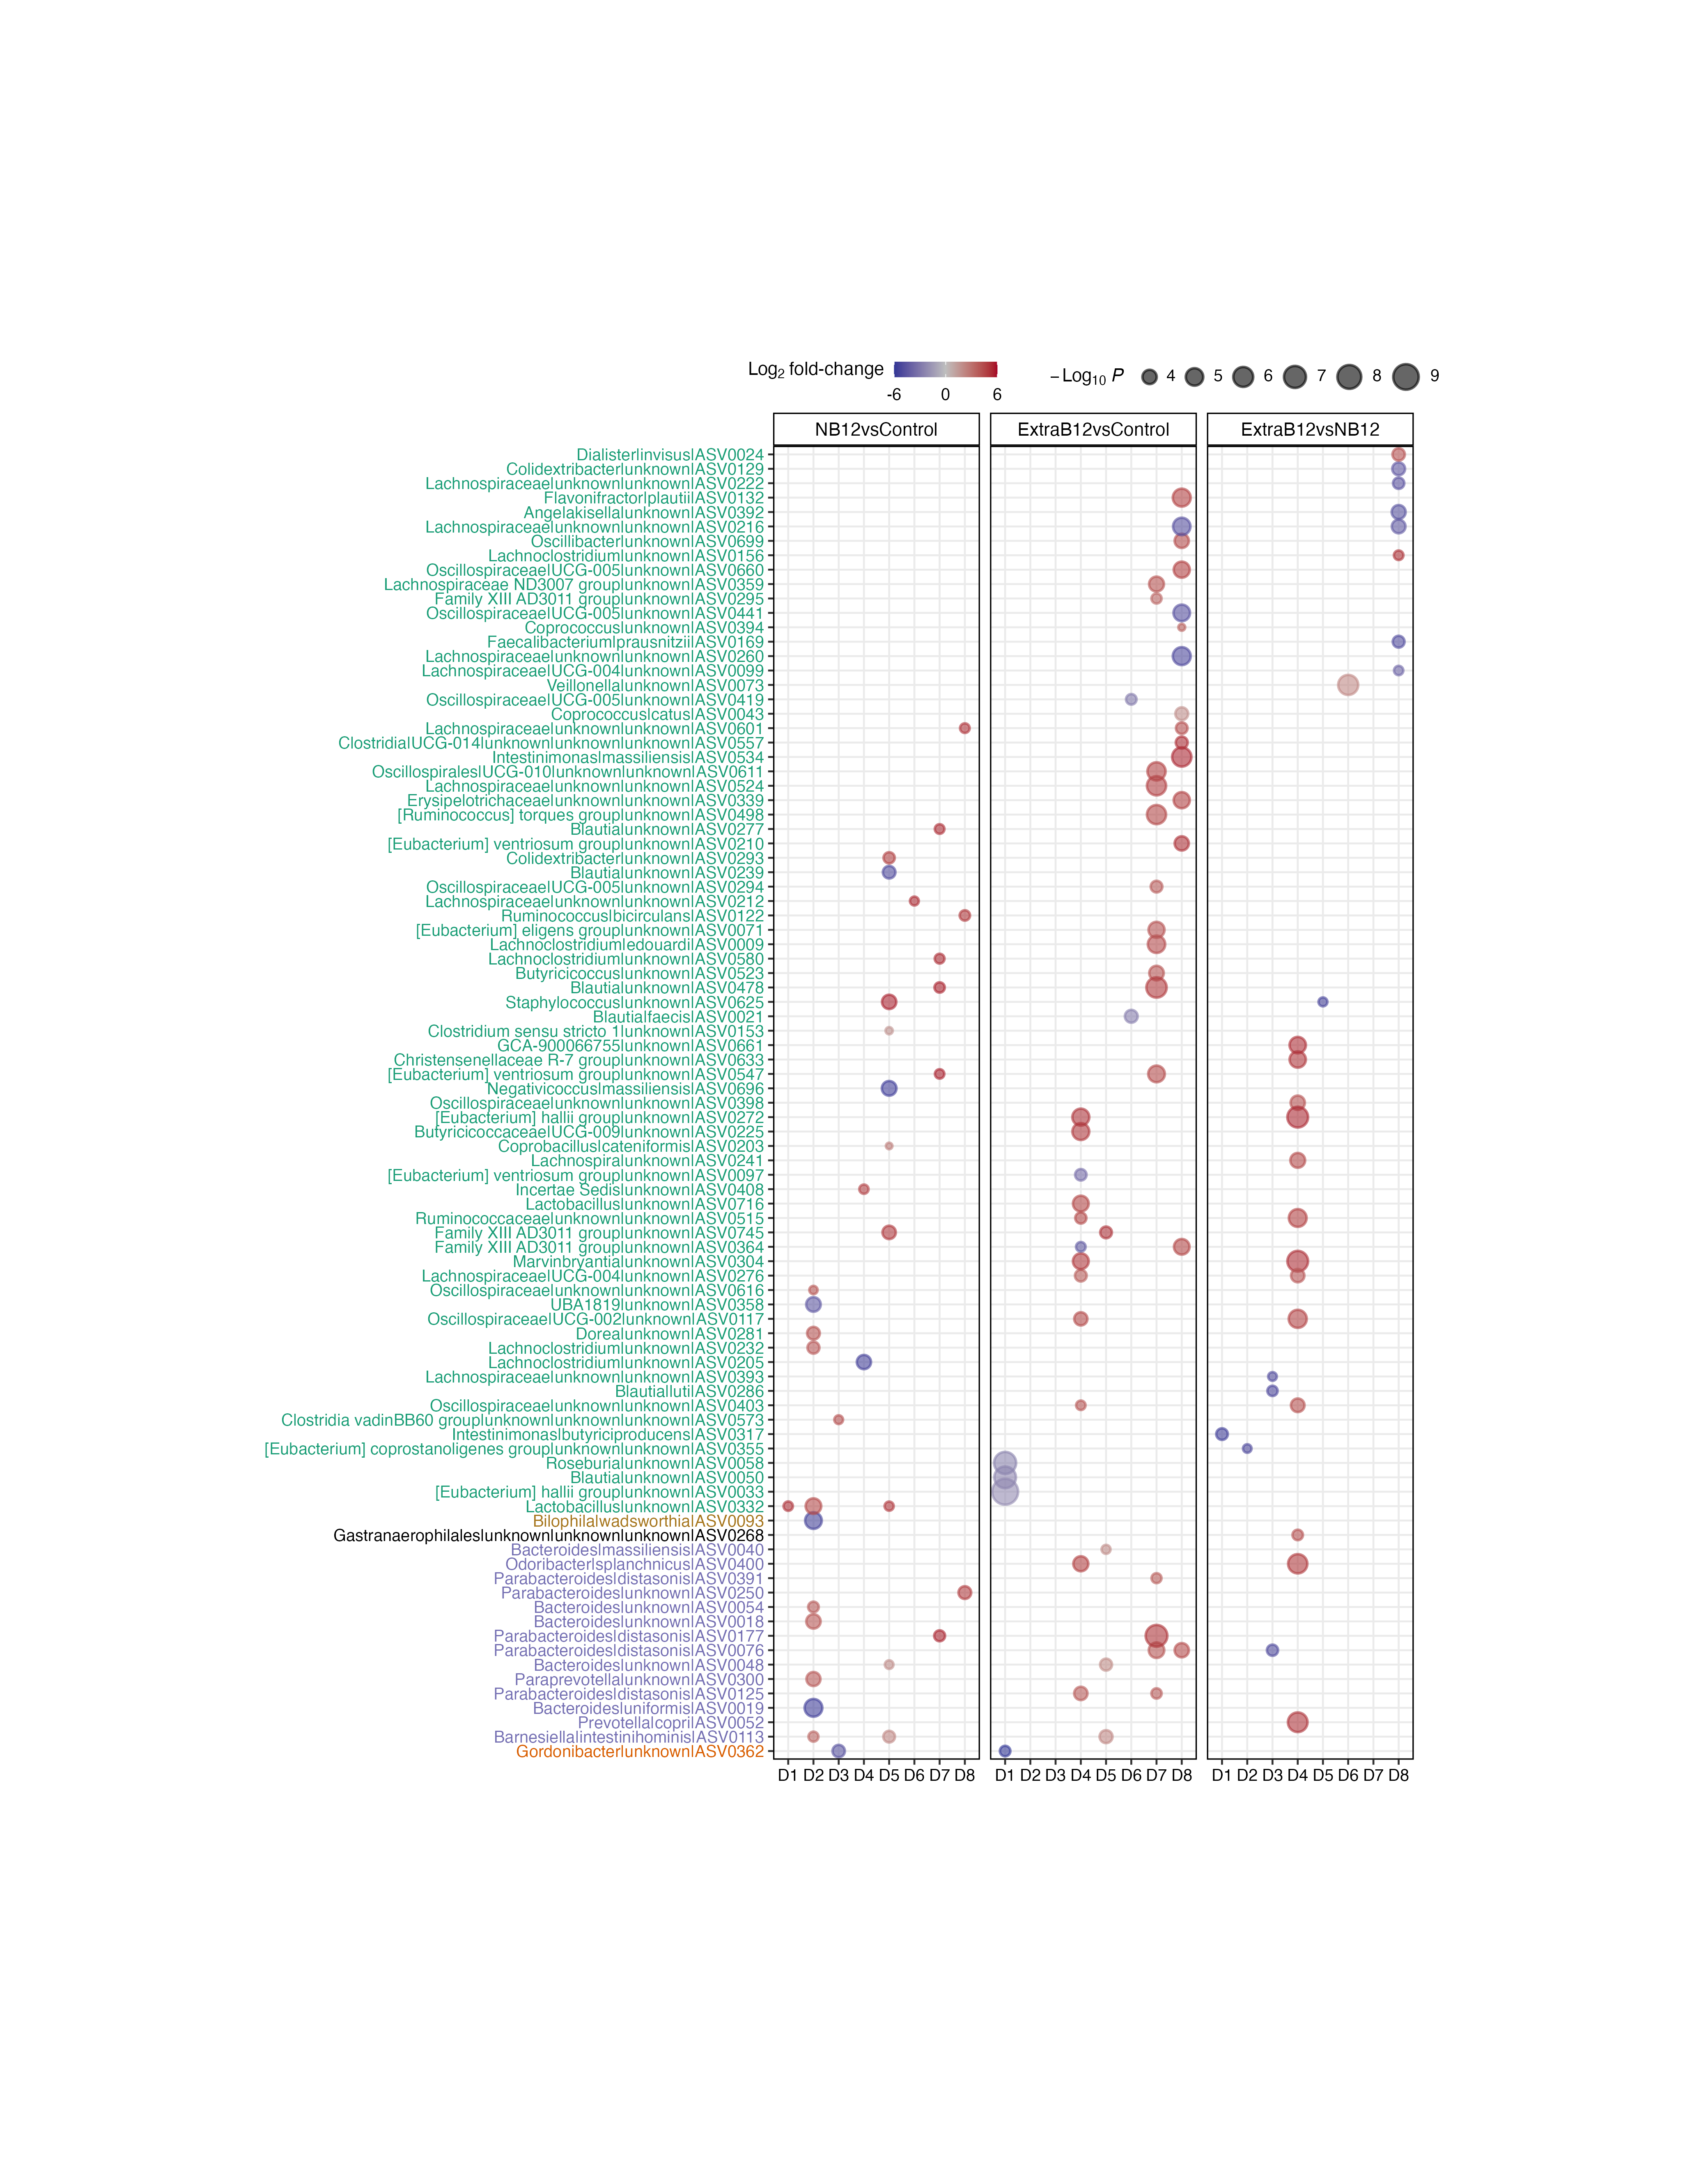 Log2 fold-change
-6 0 6
−Log10 P 4 5 6 7 8 9
NB12vsControl ExtraB12vsControl ExtraB12vsNB12
Dialister|invisus|ASV0024
Colidextribacter|unknown|ASV0129
Lachnospiraceae|unknown|unknown|ASV0222
Flavonifractor|plautii|ASV0132
Angelakisella|unknown|ASV0392
Lachnospiraceae|unknown|unknown|ASV0216
Oscillibacter|unknown|ASV0699
Lachnoclostridium|unknown|ASV0156
Oscillospiraceae|UCG-005|unknown|ASV0660
Lachnospiraceae ND3007 group|unknown|ASV0359
Family XIII AD3011 group|unknown|ASV0295
Oscillospiraceae|UCG-005|unknown|ASV0441
Coprococcus|unknown|ASV0394
Faecalibacterium|prausnitzii|ASV0169
Lachnospiraceae|unknown|unknown|ASV0260
Lachnospiraceae|UCG-004|unknown|ASV0099
Veillonella|unknown|ASV0073
Oscillospiraceae|UCG-005|unknown|ASV0419
Coprococcus|catus|ASV0043
Lachnospiraceae|unknown|unknown|ASV0601
Clostridia|UCG-014|unknown|unknown|unknown|ASV0557
Intestinimonas|massiliensis|ASV0534
Oscillospirales|UCG-010|unknown|unknown|ASV0611
Lachnospiraceae|unknown|unknown|ASV0524
Erysipelotrichaceae|unknown|unknown|ASV0339
[Ruminococcus] torques group|unknown|ASV0498
Blautia|unknown|ASV0277
[Eubacterium] ventriosum group|unknown|ASV0210
Colidextribacter|unknown|ASV0293
Blautia|unknown|ASV0239
Oscillospiraceae|UCG-005|unknown|ASV0294
Lachnospiraceae|unknown|unknown|ASV0212
Ruminococcus|bicirculans|ASV0122
[Eubacterium] eligens group|unknown|ASV0071
Lachnoclostridium|edouardi|ASV0009
Lachnoclostridium|unknown|ASV0580
Butyricicoccus|unknown|ASV0523
Blautia|unknown|ASV0478
Staphylococcus|unknown|ASV0625
Blautia|faecis|ASV0021
Clostridium sensu stricto 1|unknown|ASV0153
GCA-900066755|unknown|ASV0661
Christensenellaceae R-7 group|unknown|ASV0633
[Eubacterium] ventriosum group|unknown|ASV0547
Negativicoccus|massiliensis|ASV0696
Oscillospiraceae|unknown|unknown|ASV0398
[Eubacterium] hallii group|unknown|ASV0272
Butyricicoccaceae|UCG-009|unknown|ASV0225
Coprobacillus|cateniformis|ASV0203
Lachnospira|unknown|ASV0241
[Eubacterium] ventriosum group|unknown|ASV0097
Incertae Sedis|unknown|ASV0408
Lactobacillus|unknown|ASV0716
Ruminococcaceae|unknown|unknown|ASV0515
Family XIII AD3011 group|unknown|ASV0745
Family XIII AD3011 group|unknown|ASV0364
Marvinbryantia|unknown|ASV0304
Lachnospiraceae|UCG-004|unknown|ASV0276
Oscillospiraceae|unknown|unknown|ASV0616
UBA1819|unknown|ASV0358
Oscillospiraceae|UCG-002|unknown|ASV0117
Dorea|unknown|ASV0281
Lachnoclostridium|unknown|ASV0232
Lachnoclostridium|unknown|ASV0205
Lachnospiraceae|unknown|unknown|ASV0393
Blautia|luti|ASV0286
Oscillospiraceae|unknown|unknown|ASV0403
Clostridia vadinBB60 group|unknown|unknown|unknown|ASV0573
Intestinimonas|butyriciproducens|ASV0317
[Eubacterium] coprostanoligenes group|unknown|unknown|ASV0355
Roseburia|unknown|ASV0058
Blautia|unknown|ASV0050
[Eubacterium] hallii group|unknown|ASV0033
Lactobacillus|unknown|ASV0332
Bilophila|wadsworthia|ASV0093
Gastranaerophilales|unknown|unknown|unknown|ASV0268
Bacteroides|massiliensis|ASV0040
Odoribacter|splanchnicus|ASV0400
Parabacteroides|distasonis|ASV0391
Parabacteroides|unknown|ASV0250
Bacteroides|unknown|ASV0054
Bacteroides|unknown|ASV0018
Parabacteroides|distasonis|ASV0177
Parabacteroides|distasonis|ASV0076
Bacteroides|unknown|ASV0048
Paraprevotella|unknown|ASV0300
Parabacteroides|distasonis|ASV0125
Bacteroides|uniformis|ASV0019
Prevotella|copri|ASV0052
Barnesiella|intestinihominis|ASV0113
Gordonibacter|unknown|ASV0362
D1 D2 D3 D4 D5 D6 D7 D8 D1 D2 D3 D4 D5 D6 D7 D8 D1 D2 D3 D4 D5 D6 D7 D8